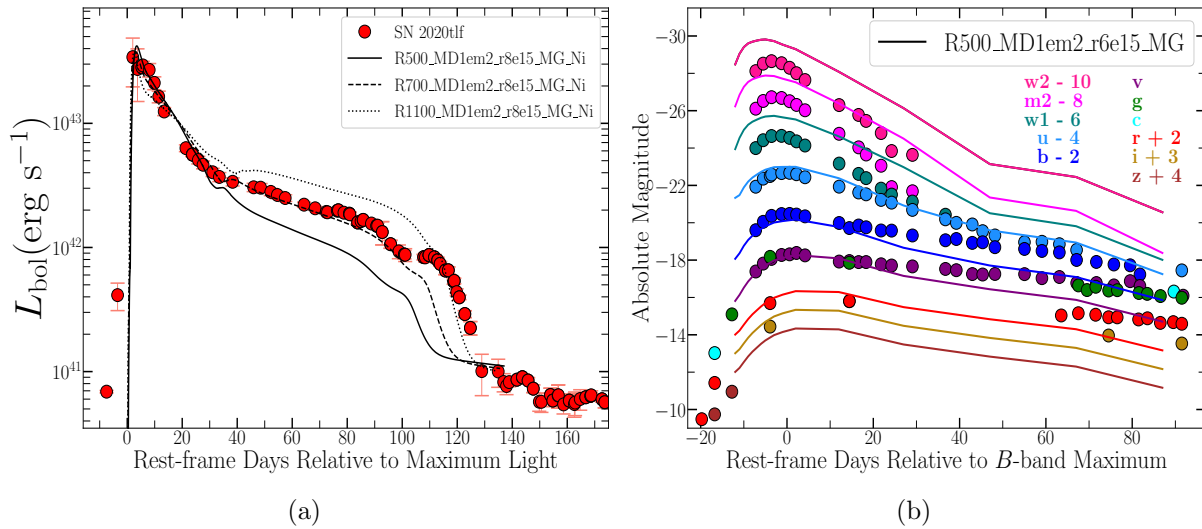 SN 2020tlf
R500_MD1em2_r8e15_MG_Ni
R700_MD1em2_r8e15_MG_Ni
R1100_MD1em2_r8e15_MG_Ni
10^43
10^42
10^41
L_bol(erg s^−1)
0 20 40 60 80 100 120 140 160
Rest-frame Days Relative to Maximum Light
(a)
R500_MD1em2_r6e15_MG
w2 - 10
m2 - 8
w1 - 6
u - 4
b - 2
v
g
c
r + 2
i + 3
z + 4
−30
−26
−22
−18
−14
−10
Absolute Magnitude
−20 0 20 40 60 80
Rest-frame Days Relative to B-band Maximum
(b)